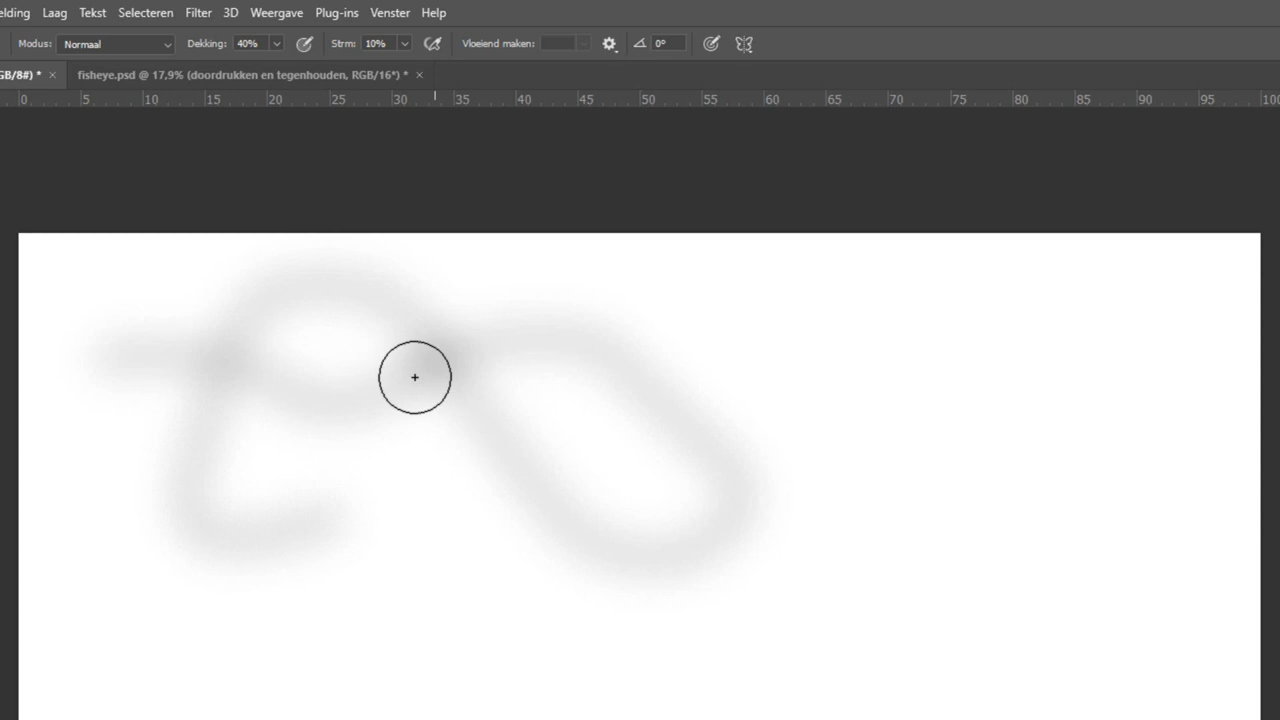 elding Laag Tekst Selecteren Filter 3D Weergave Plug-ins Venster Help
Modus: Normaal Dekking: 40% Strm: 10% Vloeiend maken: 0°
GB/8#) * × fisheye.psd @ 17,9% (doordrukken en tegenhouden, RGB/16*) * ×
0 5 10 15 20 25 30 35 40 45 50 55 60 65 70 75 80 85 90 95 100